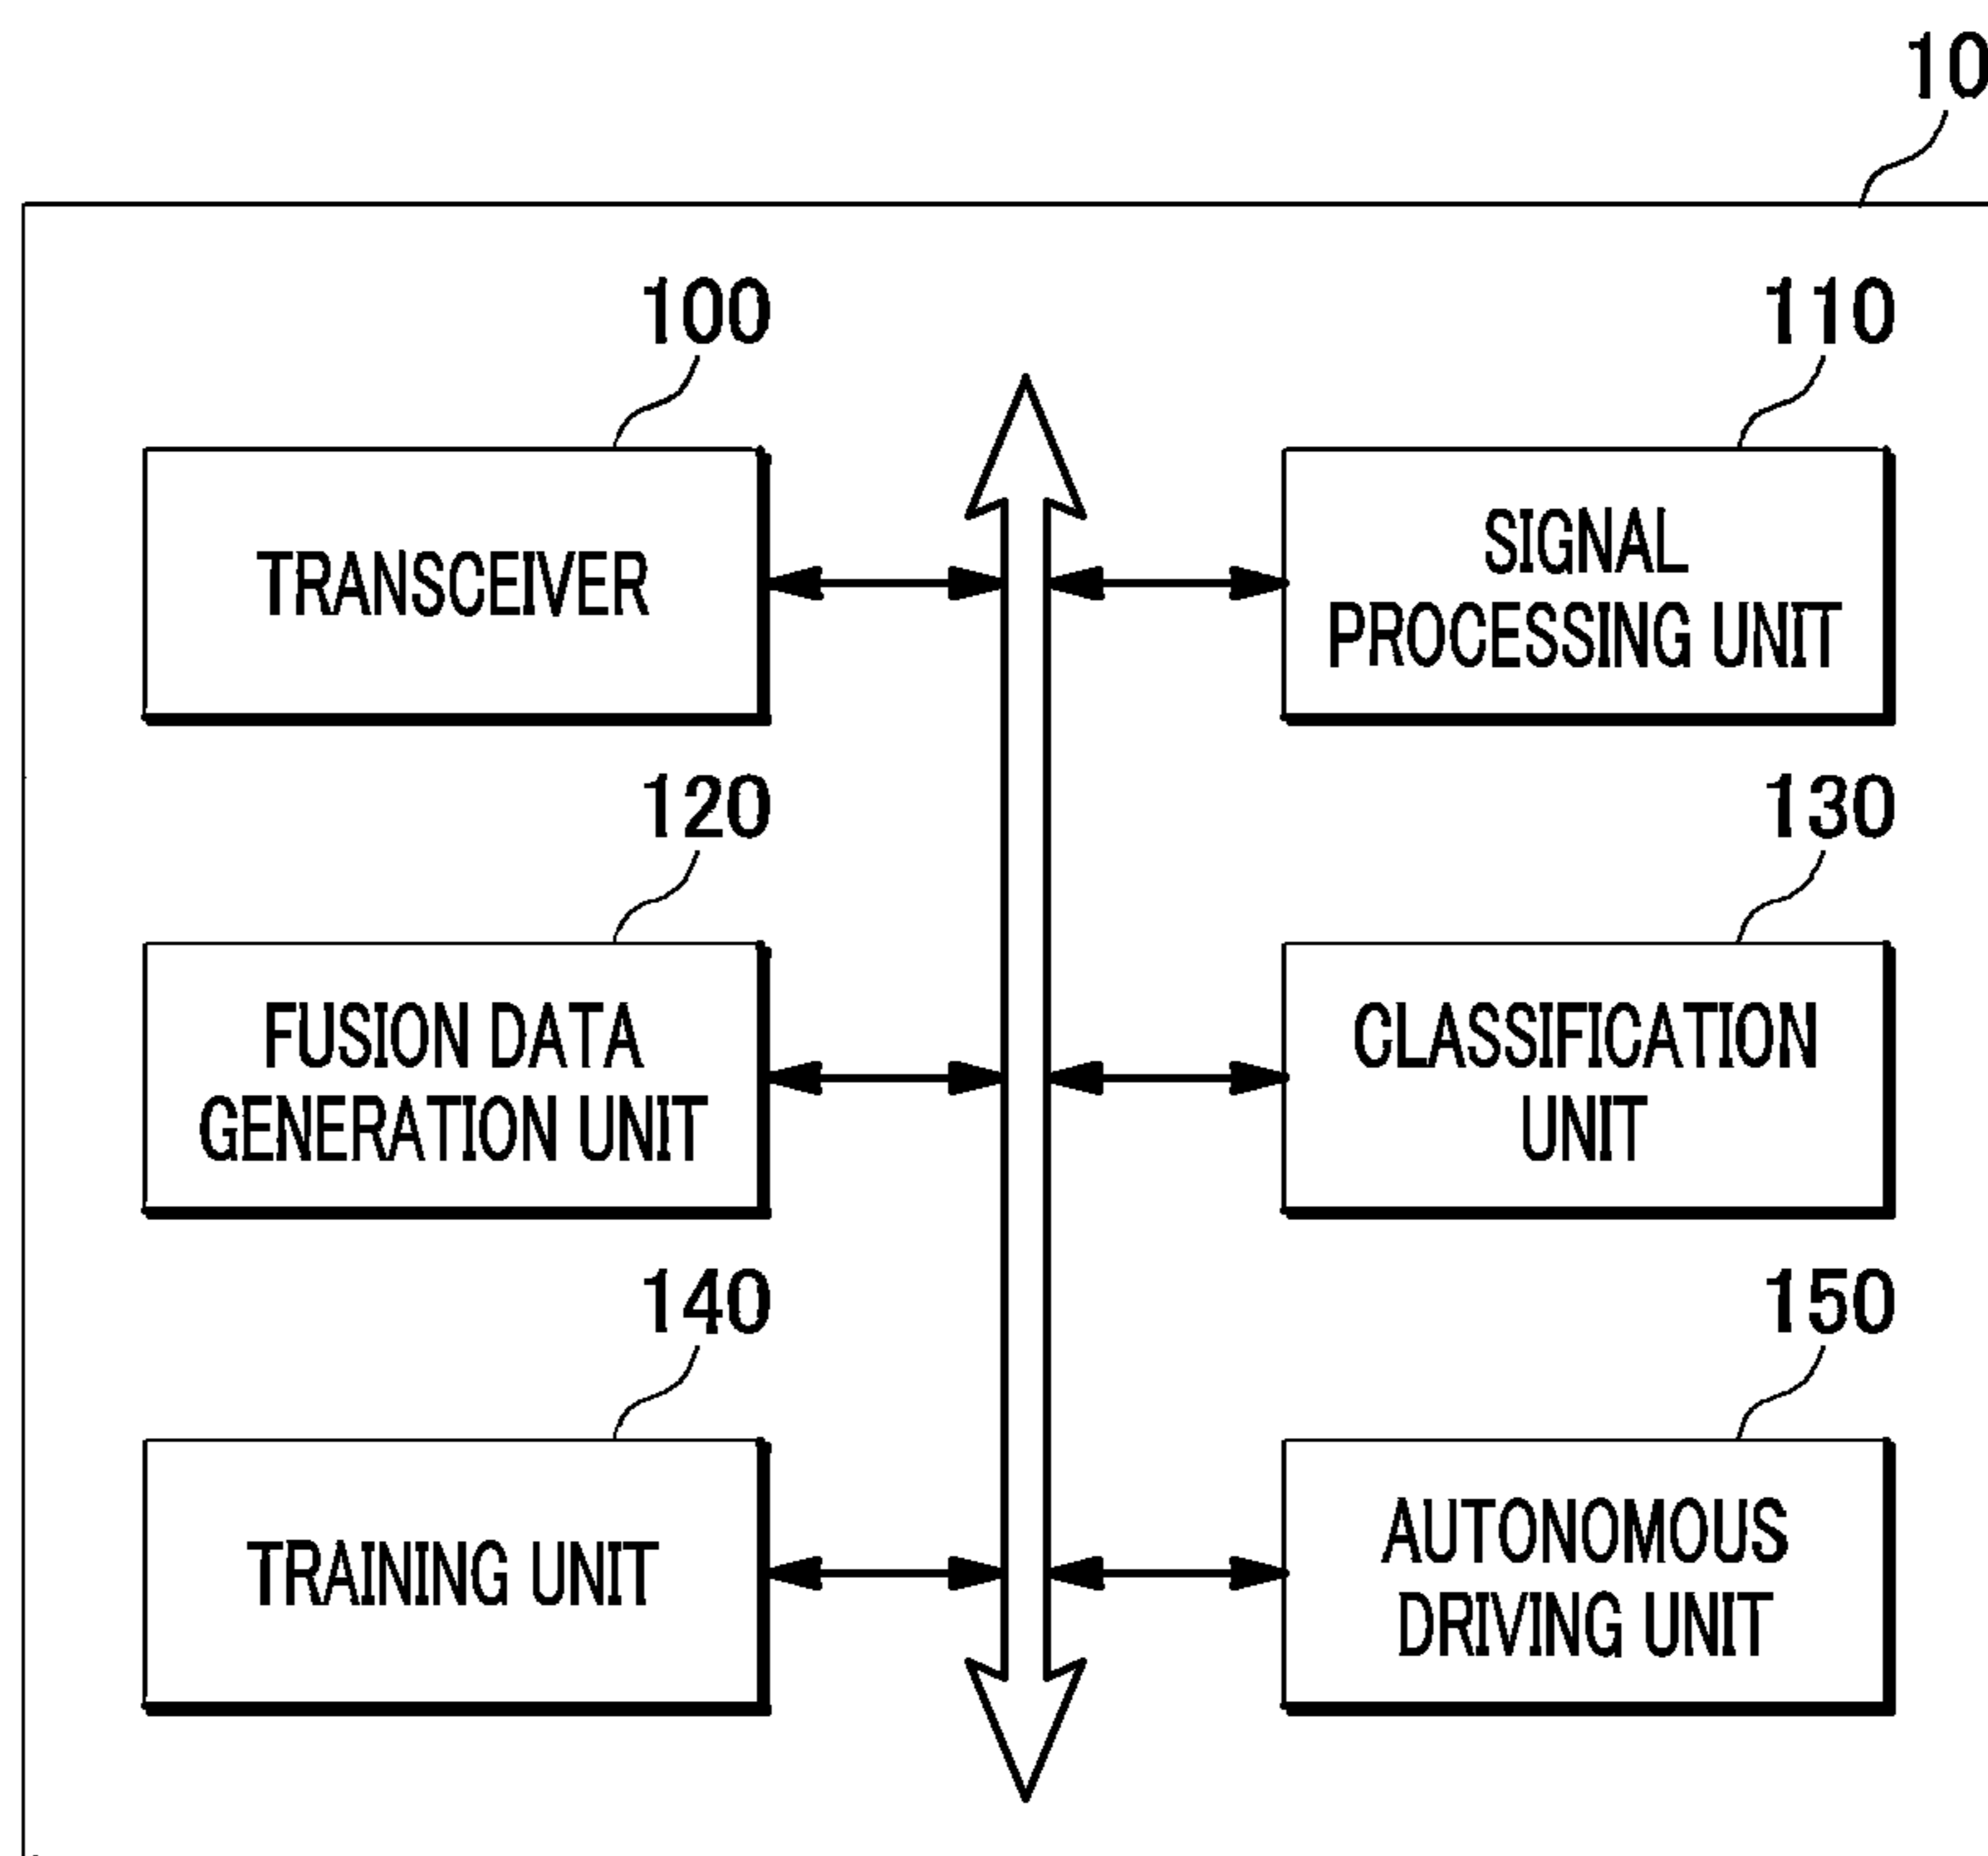 10
100
110
TRANSCEIVER
SIGNAL
PROCESSING UNIT
120
130
FUSION DATA
GENERATION UNIT
CLASSIFICATION
UNIT
140
150
TRAINING UNIT
AUTONOMOUS
DRIVING UNIT